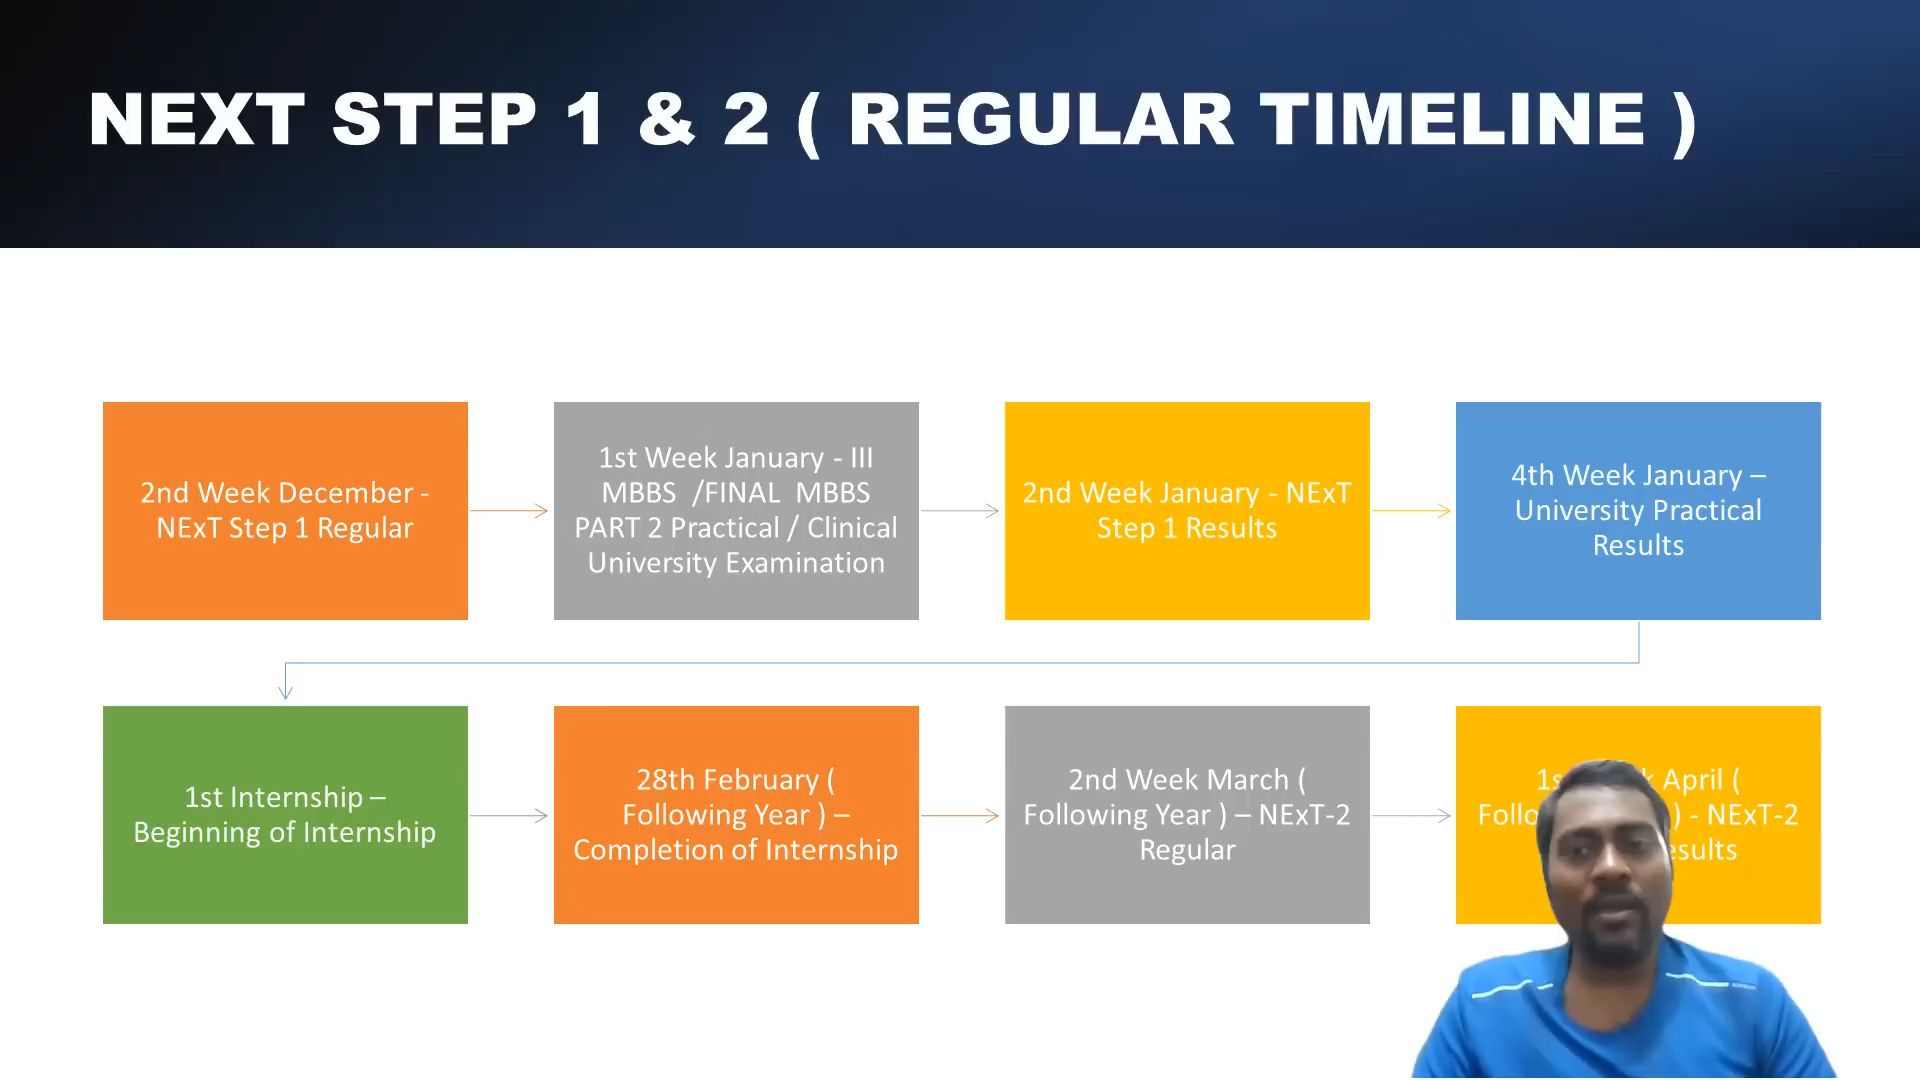 NEXT STEP 1 & 2 ( REGULAR TIMELINE )
2nd Week December -
NExT Step 1 Regular
1st Week January - III
MBBS /FINAL MBBS
PART 2 Practical / Clinical
University Examination
2nd Week January - NExT
Step 1 Results
4th Week January –
University Practical
Results
1st Internship –
Beginning of Internship
28th February (
Following Year ) –
Completion of Internship
2nd Week March (
Following Year ) – NExT-2
Regular
April (
) - NExT-2